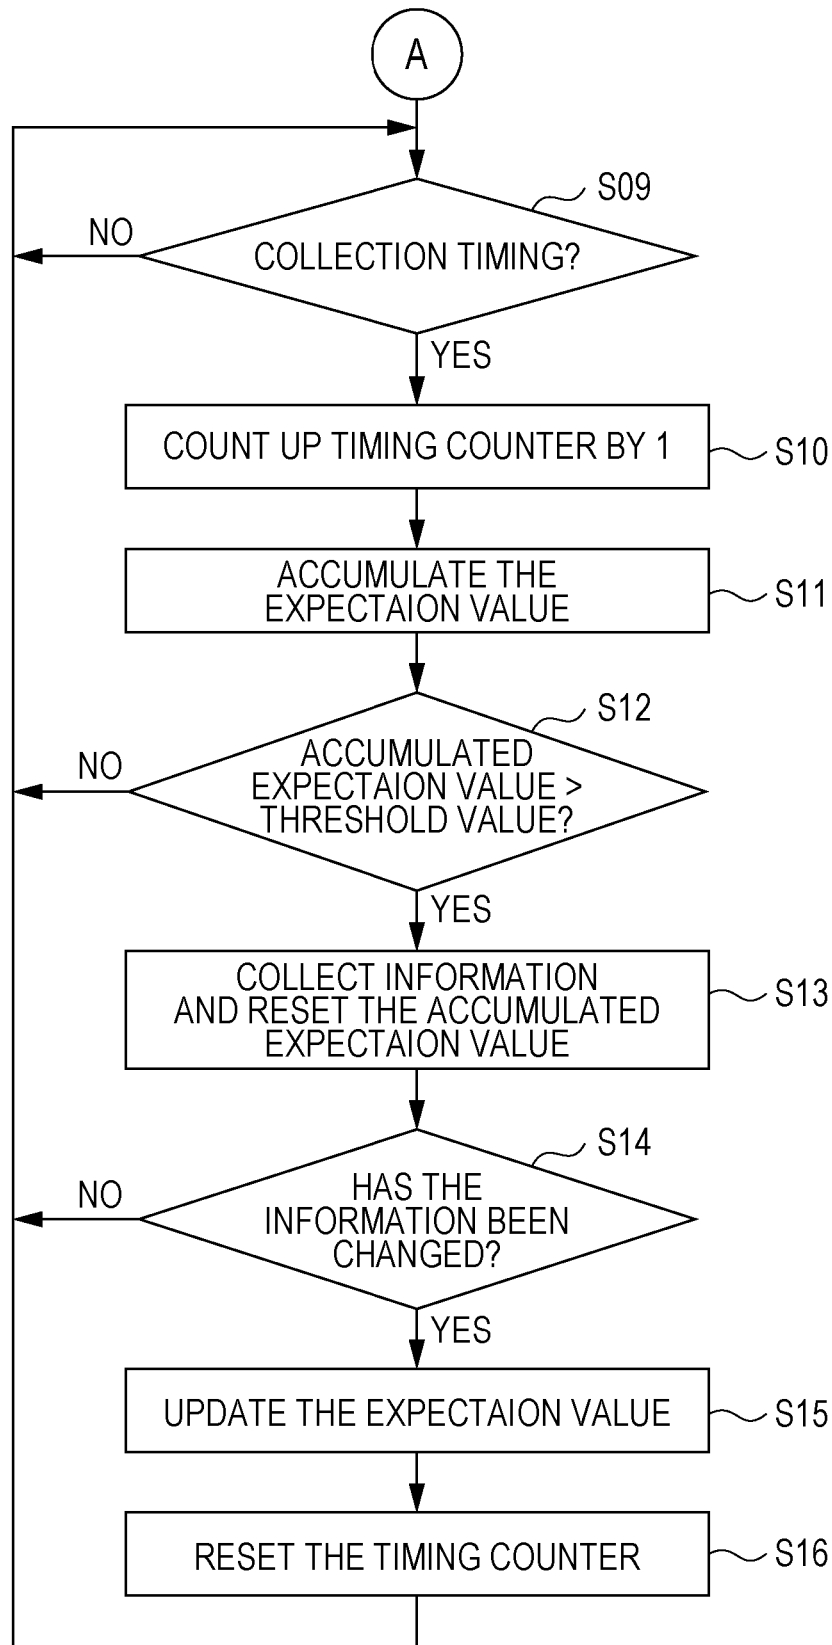 A
S09
NO
COLLECTION TIMING?
YES
COUNT UP TIMING COUNTER BY 1
S10
ACCUMULATE THE
EXPECTAION VALUE
S11
S12
NO
ACCUMULATED
EXPECTAION VALUE >
THRESHOLD VALUE?
YES
COLLECT INFORMATION
AND RESET THE ACCUMULATED
EXPECTAION VALUE
S13
S14
NO
HAS THE
INFORMATION BEEN
CHANGED?
YES
UPDATE THE EXPECTAION VALUE
S15
RESET THE TIMING COUNTER
S16